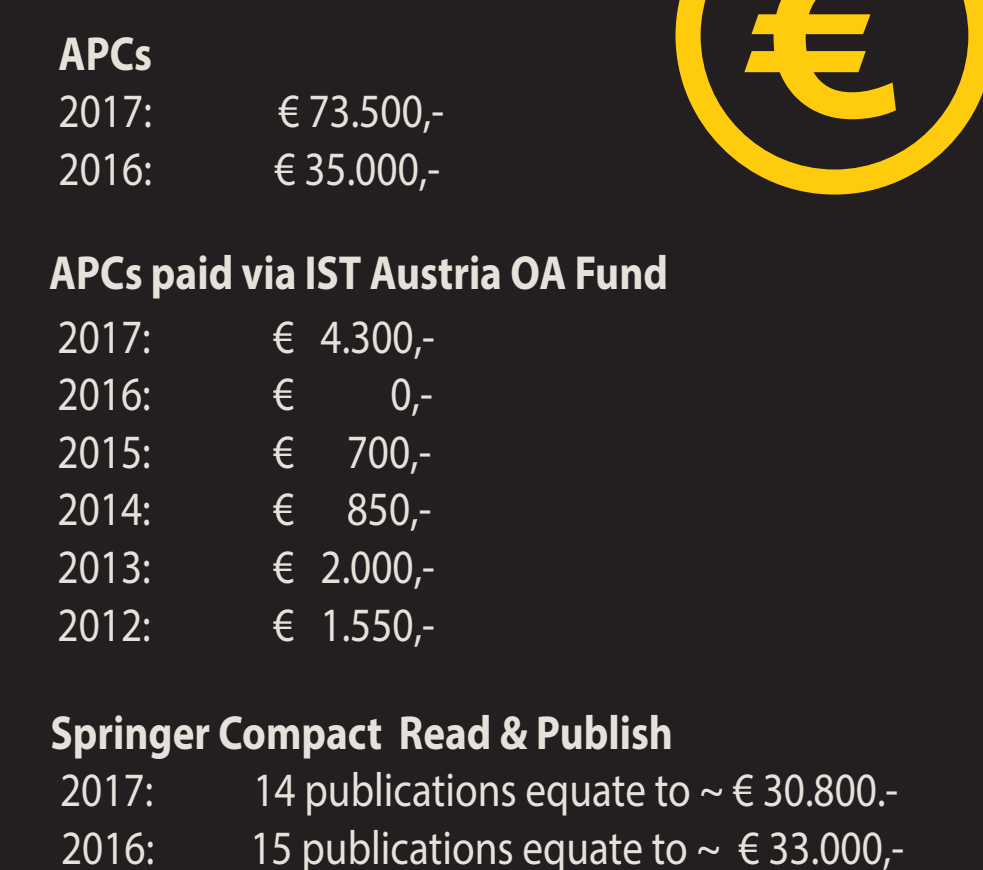 €
APCs
2017: € 73.500,-
2016: € 35.000,-
APCs paid via IST Austria OA Fund
2017: € 4.300,-
2016: € 0,-
2015: € 700,-
2014: € 850,-
2013: € 2.000,-
2012: € 1.550,-
Springer Compact Read & Publish
2017: 14 publications equate to ~ € 30.800.-
2016: 15 publications equate to ~ € 33.000,-